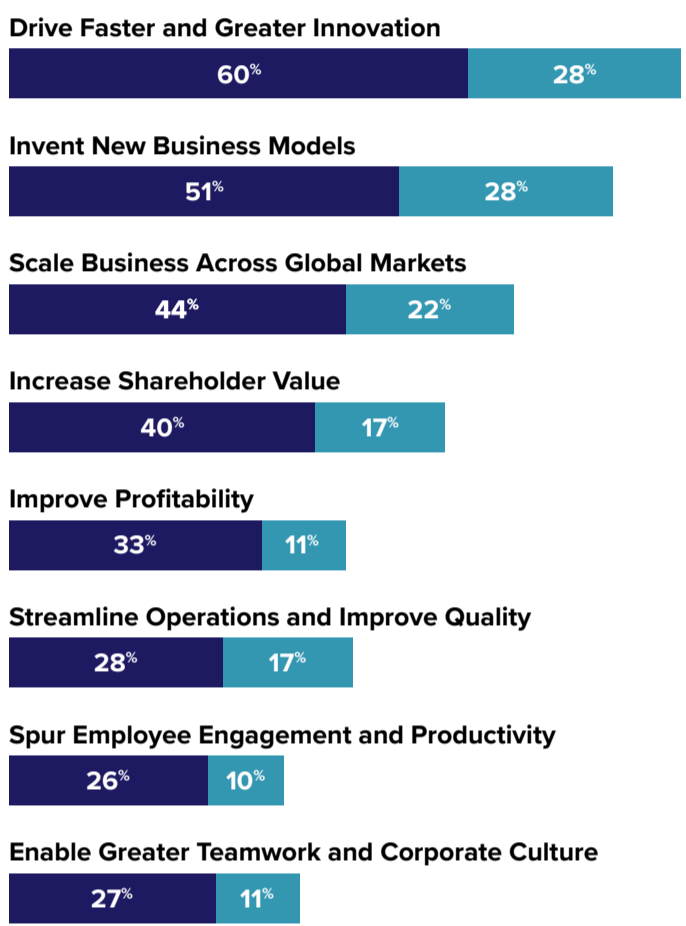 Drive Faster and Greater Innovation
60% 28%
Invent New Business Models
51% 28%
Scale Business Across Global Markets
44% 22%
Increase Shareholder Value
40% 17%
Improve Profitability
33% 11%
Streamline Operations and Improve Quality
28% 17%
Spur Employee Engagement and Productivity
26% 10%
Enable Greater Teamwork and Corporate Culture
27% 11%